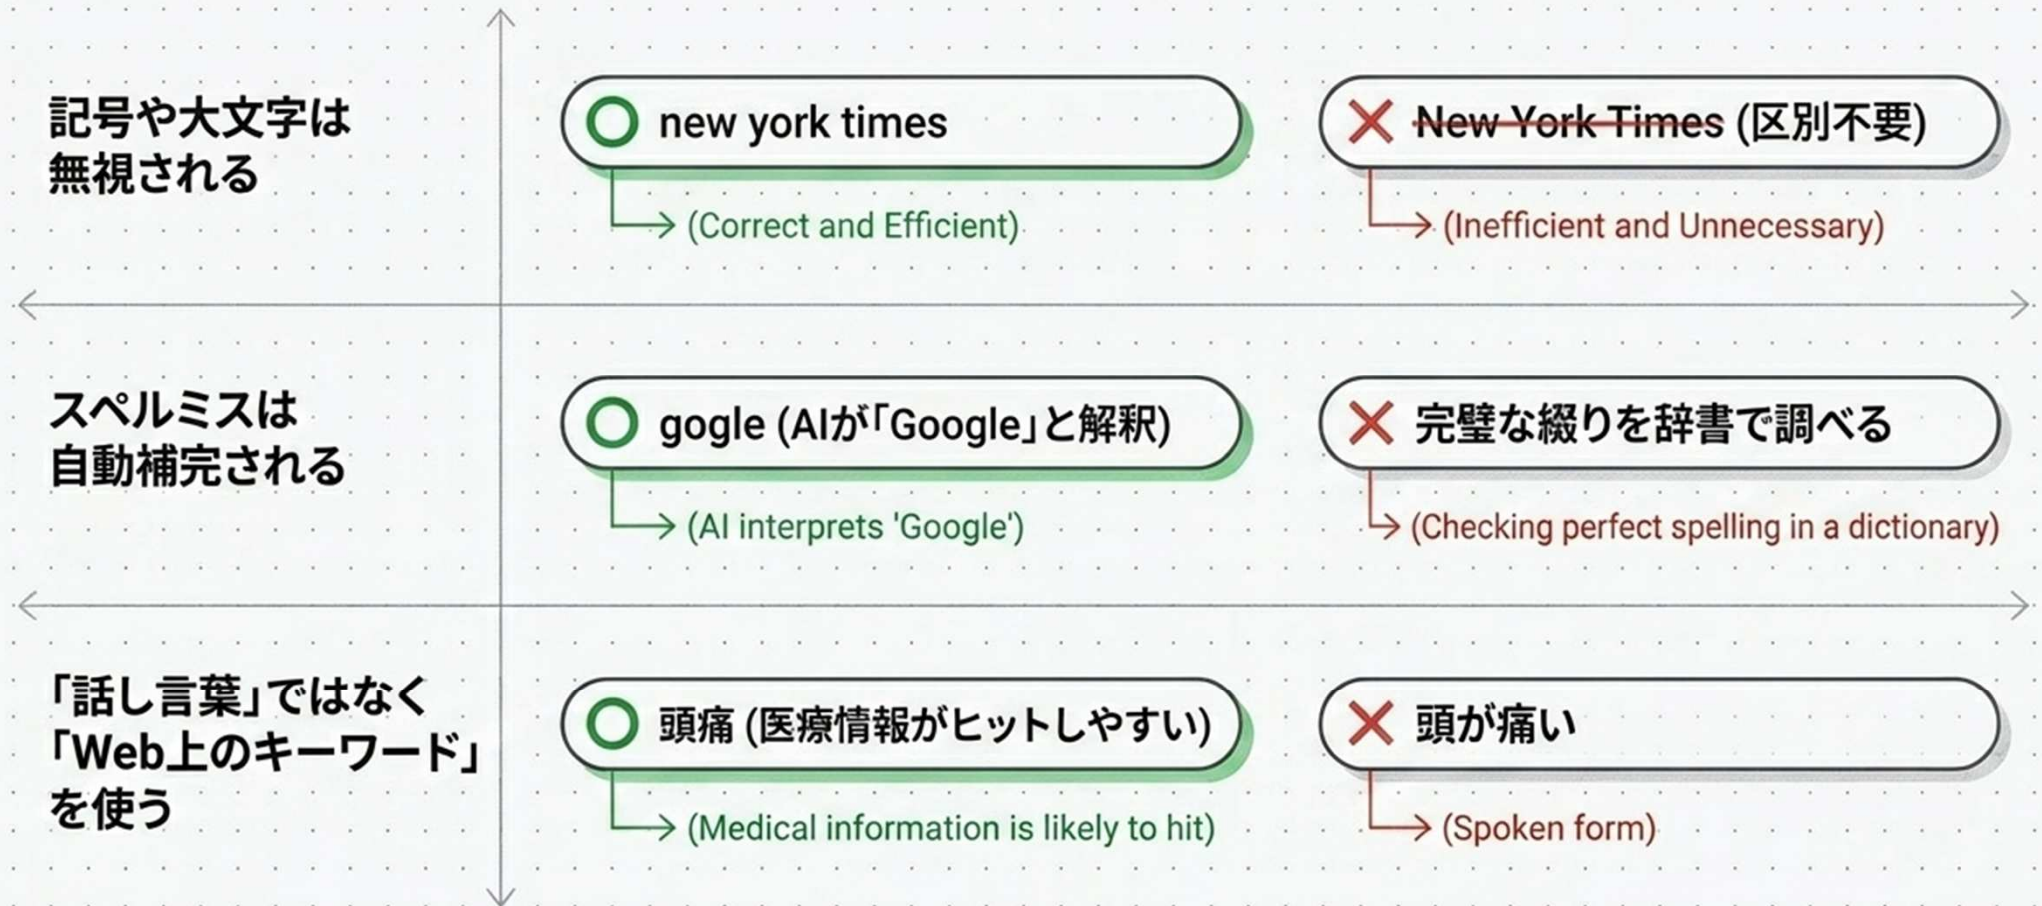 記号や大文字は
無視される
new york times
(Correct and Efficient)
New York Times (区別不要)
(Inefficient and Unnecessary)
スペルミスは
自動補完される
gogle (AIが「Google」と解釈)
(AI interprets 'Google')
完璧な綴りを辞書で調べる
(Checking perfect spelling in a dictionary)
「話し言葉」ではなく
「Web上のキーワード」
を使う
頭痛 (医療情報がヒットしやすい)
(Medical information is likely to hit)
頭が痛い
(Spoken form)